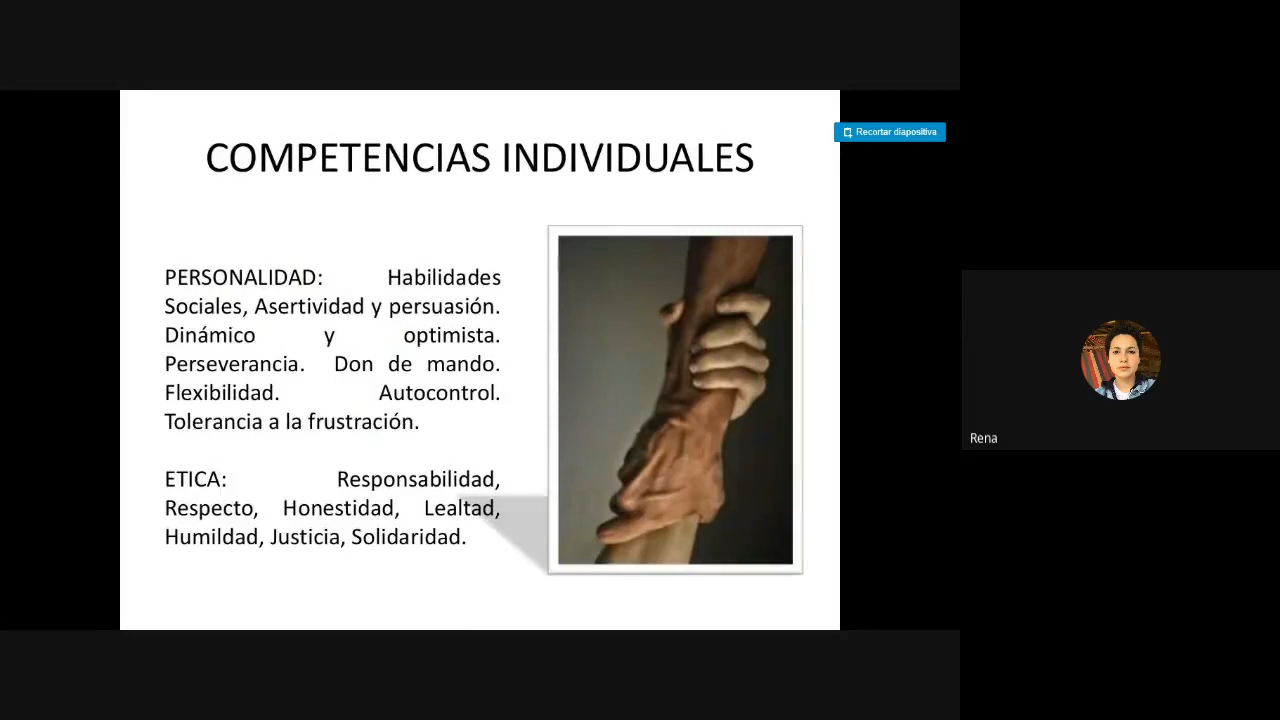 COMPETENCIAS INDIVIDUALES
Recortar diapositiva
PERSONALIDAD: Habilidades
Sociales, Asertividad y persuasión.
Dinámico y optimista.
Perseverancia. Don de mando.
Flexibilidad. Autocontrol.
Tolerancia a la frustración.
ETICA: Responsabilidad,
Respecto, Honestidad, Lealtad,
Humildad, Justicia, Solidaridad.
Rena